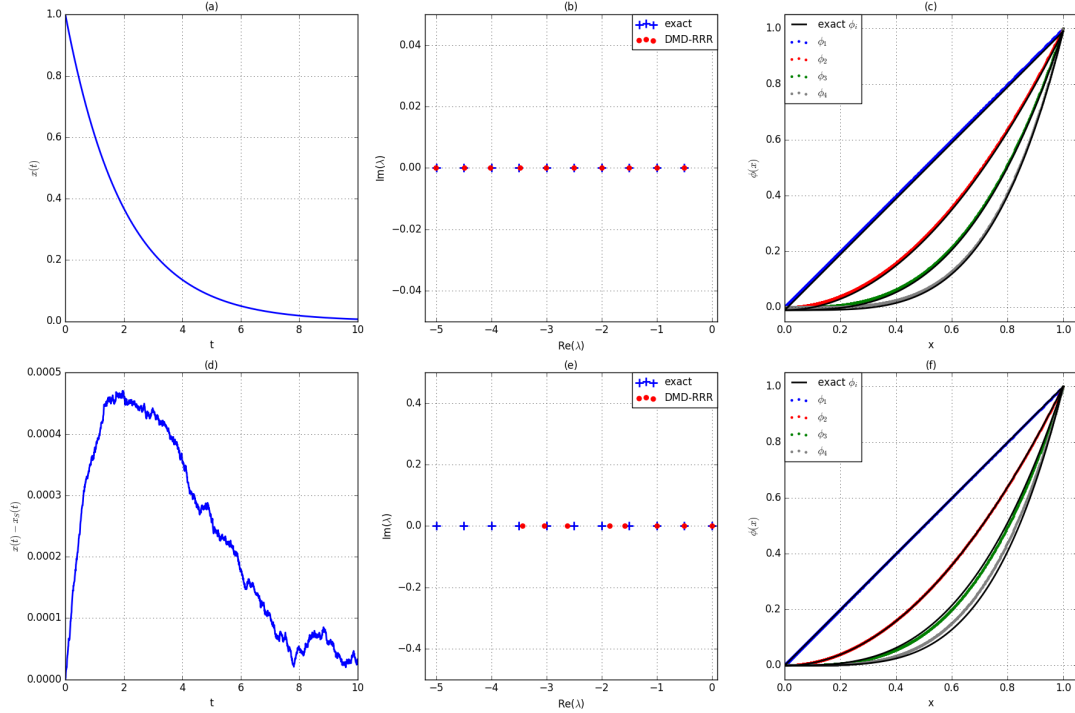 (a)
1.0
0.8
0.6
0.4
0.2
0.0
x(t)
0 2 4 6 8 10
t
(b)
exact
DMD-RRR
0.04
0.02
0.00
−0.02
−0.04
Im(λ)
−5 −4 −3 −2 −1 0
Re(λ)
(c)
exact ϕᵢ
ϕ₁
ϕ₂
ϕ₃
ϕ₄
1.0
0.8
0.6
0.4
0.2
0.0
ϕ(x)
0.0 0.2 0.4 0.6 0.8 1.0
x
(d)
0.0005
0.0004
0.0003
0.0002
0.0001
0.0000
x(t) − x_S(t)
0 2 4 6 8 10
t
(e)
exact
DMD-RRR
0.4
0.2
0.0
−0.2
−0.4
Im(λ)
−5 −4 −3 −2 −1 0
Re(λ)
(f)
exact ϕᵢ
ϕ₁
ϕ₂
ϕ₃
ϕ₄
1.0
0.8
0.6
0.4
0.2
0.0
ϕ(x)
0.0 0.2 0.4 0.6 0.8 1.0
x